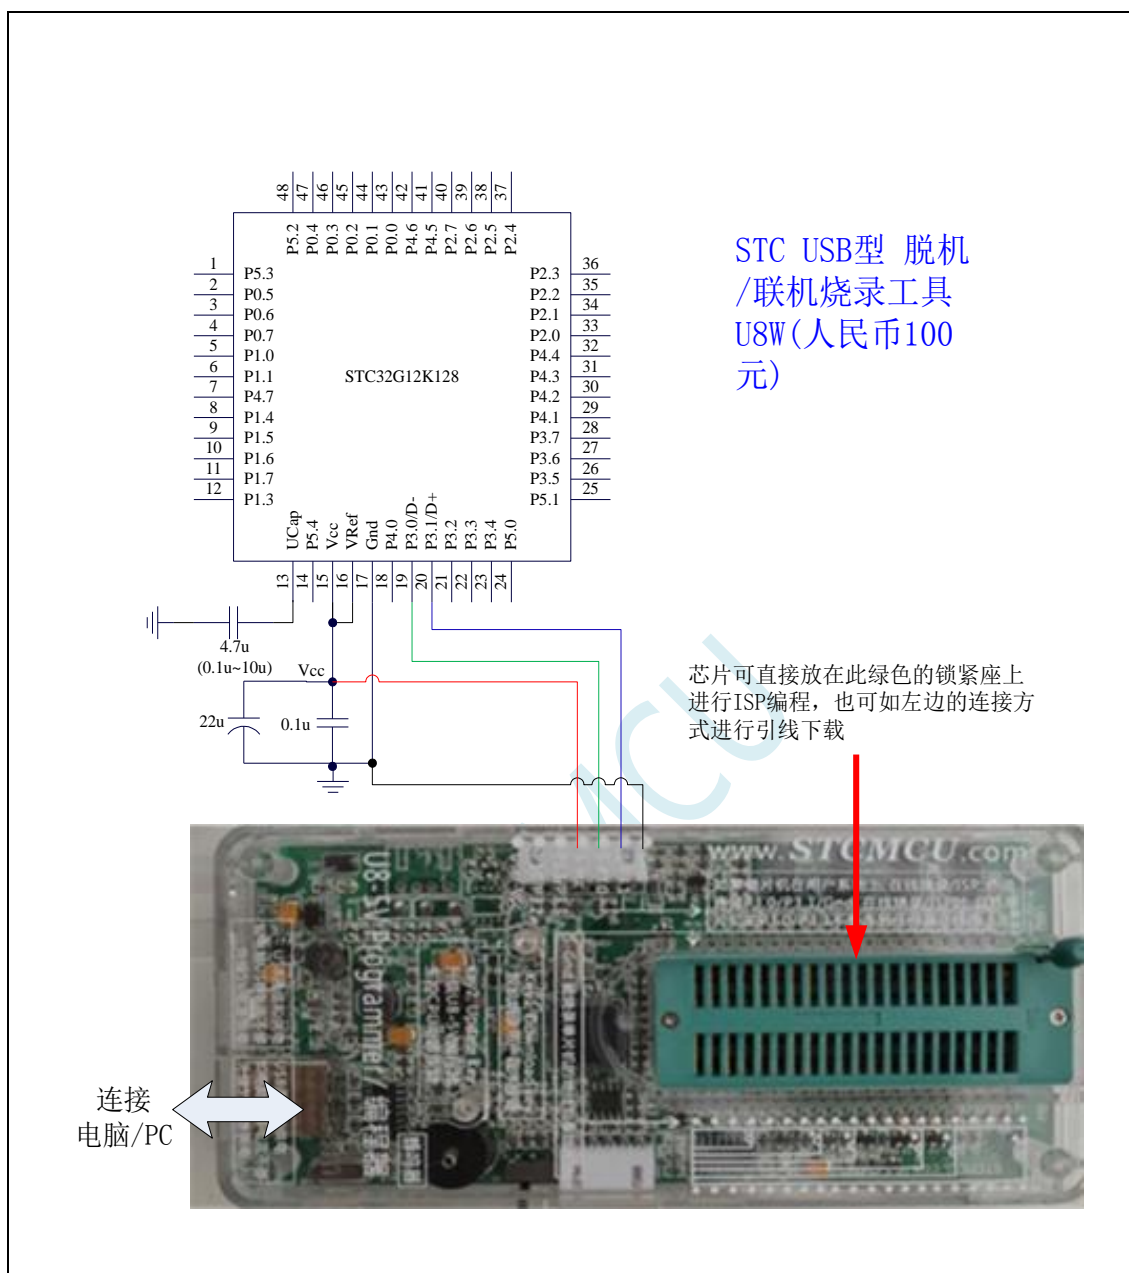 48
47
46
45
44
43
42
41
40
39
38
37
P5.2
P0.4
P0.3
P0.2
P0.1
P0.0
P4.6
P4.5
P2.7
P2.6
P2.5
P2.4
1
2
3
4
5
6
7
8
9
10
11
12
P5.3
P0.5
P0.6
P0.7
P1.0
P1.1
P4.7
P1.4
P1.5
P1.6
P1.7
P1.3
STC32G12K128
P2.3
P2.2
P2.1
P2.0
P4.4
P4.3
P4.2
P4.1
P3.7
P3.6
P3.5
P5.1
36
35
34
33
32
31
30
29
28
27
26
25
UCap
P5.4
Vcc
VRef
Gnd
P4.0
P3.0/D-
P3.1/D+
P3.2
P3.3
P3.4
P5.0
13
14
15
16
17
18
19
20
21
22
23
24
STC USB型 脱机
/联机烧录工具
U8W(人民币100
元)
4.7u
(0.1u~10u)
Vcc
22u
0.1u
MCU
芯片可直接放在此绿色的锁紧座上
进行ISP编程，也可如左边的连接方
式进行引线下载
www.STCMCU.com
连接
电脑/PC